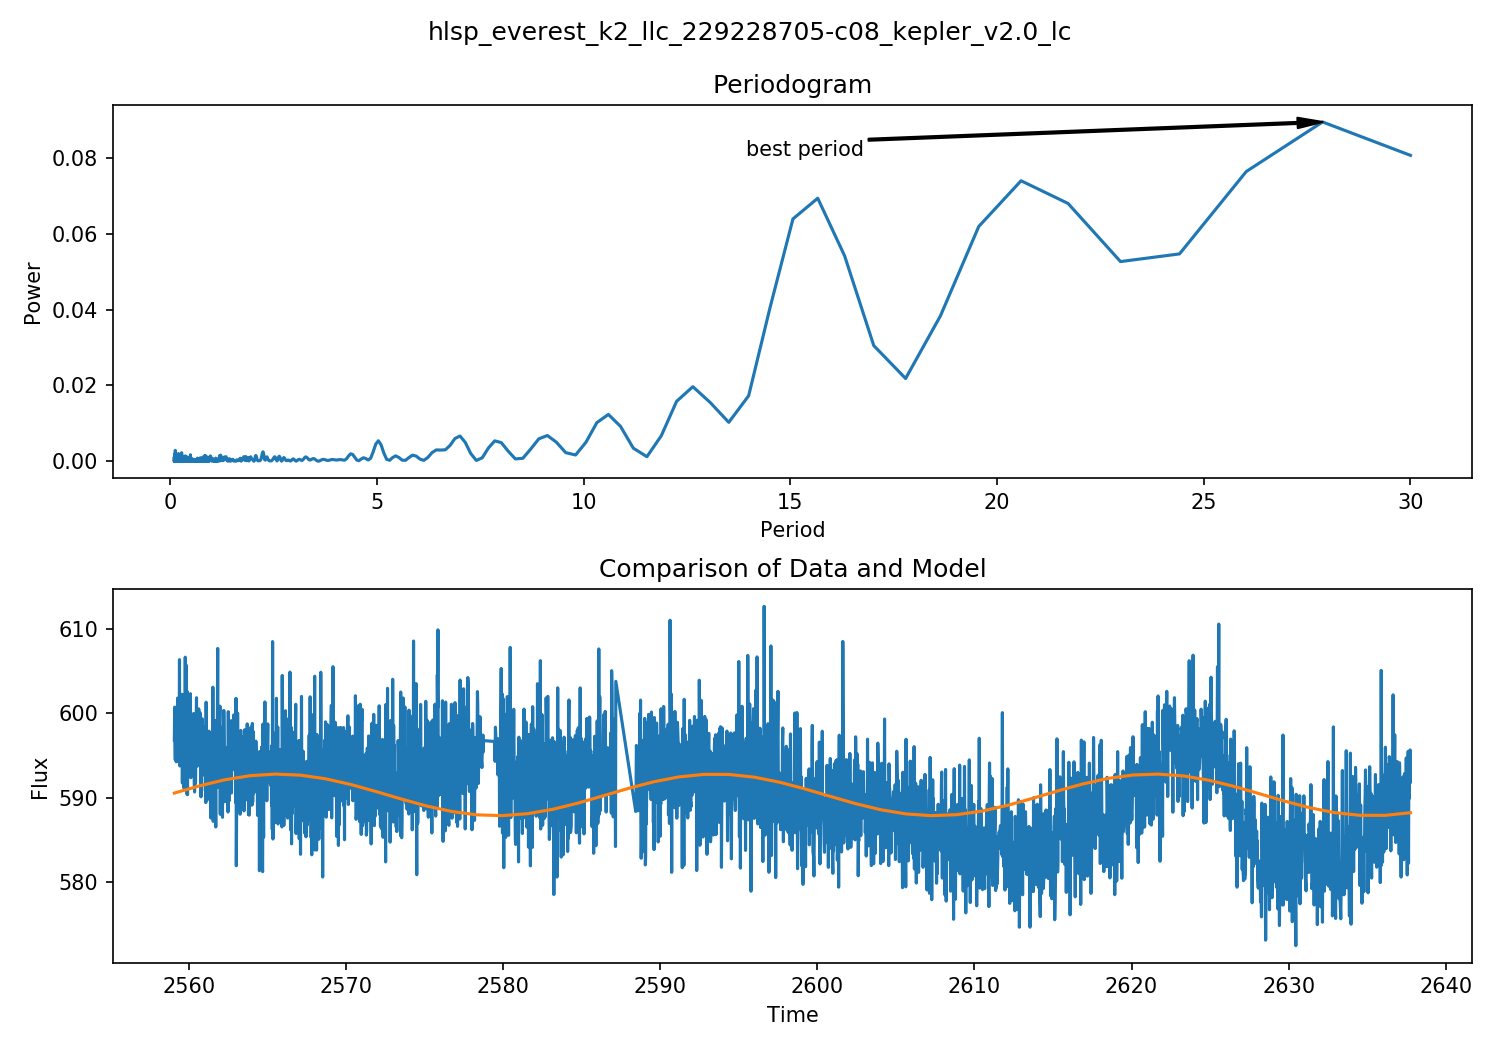 hlsp_everest_k2_llc_229228705-c08_kepler_v2.0_lc
Periodogram
best period
0.08
0.06
0.04
0.02
0.00
Power
0 5 10 15 20 25 30
Period
Comparison of Data and Model
610
600
590
580
Flux
2560 2570 2580 2590 2600 2610 2620 2630 2640
Time